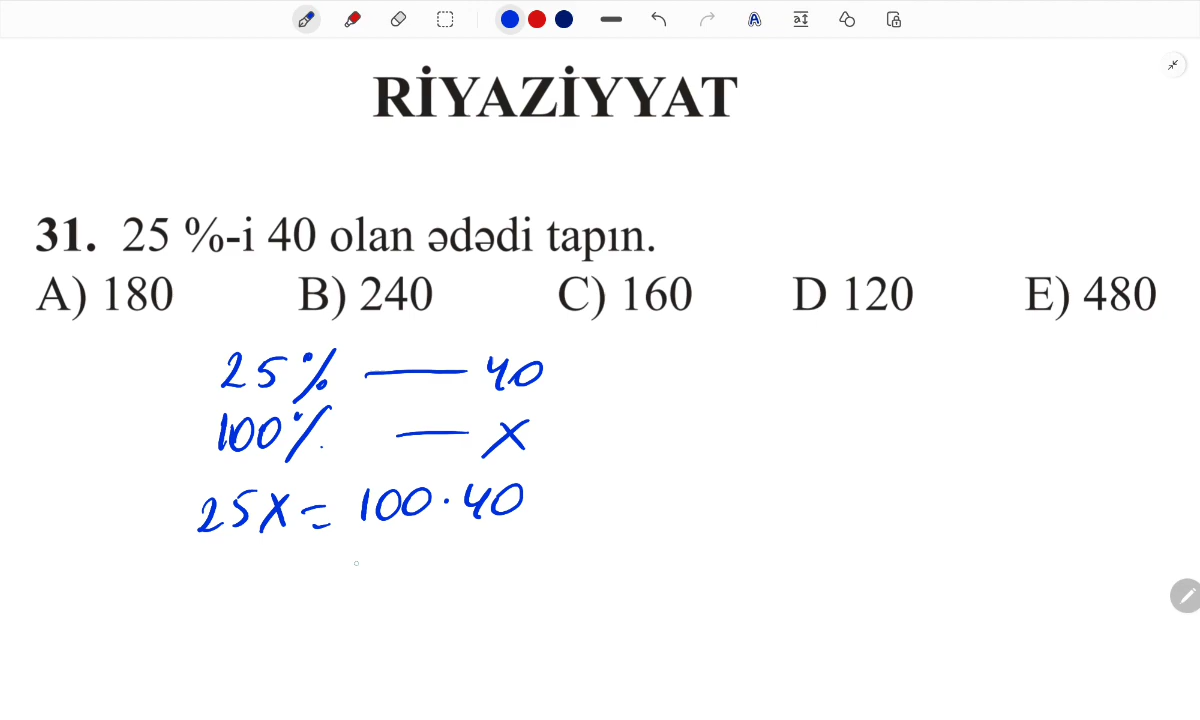 RİYAZİYYAT
31. 25 %-i 40 olan ədədi tapın.
A) 180 B) 240 C) 160 D 120 E) 480
25% — 40
100% — x
25x = 100 · 40